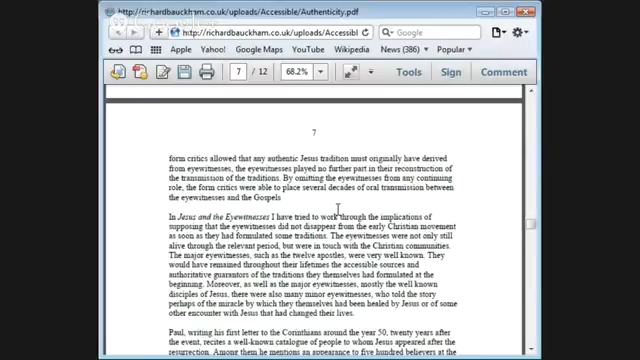 http://richardbauckham.co.uk/uploads/Accessible/Authenticity.pdf
http://richardbauckham.co.uk/uploads/Accessibl
Google
Apple
Yahoo!
Google Maps
YouTube
Wikipedia
News (386)
Popular
7 / 12
68.2%
Tools
Sign
Comment
7
form critics allowed that any authentic Jesus tradition must originally have derived
from eyewitnesses, the eyewitnesses played no further part in their reconstruction of
the transmission of the traditions. By omitting the eyewitnesses from any continuing
role, the form critics were able to place several decades of oral transmission between
the eyewitnesses and the Gospels
In Jesus and the Eyewitnesses I have tried to work through the implications of
supposing that the eyewitnesses did not disappear from the early Christian movement
as soon as they had formulated some traditions. The eyewitnesses were not only still
alive through the relevant period, but were in touch with the Christian communities.
The major eyewitnesses, such as the twelve apostles, were very well known. They
would have remained throughout their lifetimes the accessible sources and
authoritative guarantors of the traditions they themselves had formulated at the
beginning. Moreover, as well as the major eyewitnesses, mostly the well known
disciples of Jesus, there were also many minor eyewitnesses, who told the story
perhaps of the miracle by which they themselves had been healed by Jesus or of some
other encounter with Jesus that had changed their lives.
Paul, writing his first letter to the Corinthians around the year 50, twenty years after
the event, recites a well-known catalogue of people to whom Jesus appeared after the
resurrection. Among them he mentions an appearance to five hundred believers at the